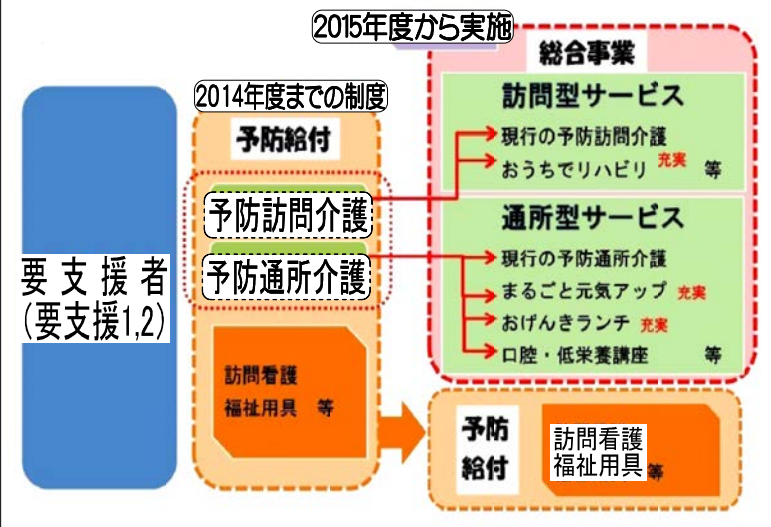 2015年度から実施
総合事業
訪問型サービス
現行の予防訪問介護
おうちでリハビリ 充実 等
通所型サービス
現行の予防通所介護
まるごと元気アップ 充実
おげんきランチ 充実
口腔・低栄養講座 等
2014年度までの制度
予防給付
予防訪問介護
予防通所介護
訪問看護
福祉用具 等
要支援者
(要支援1,2)
予防
給付
訪問看護
福祉用具等